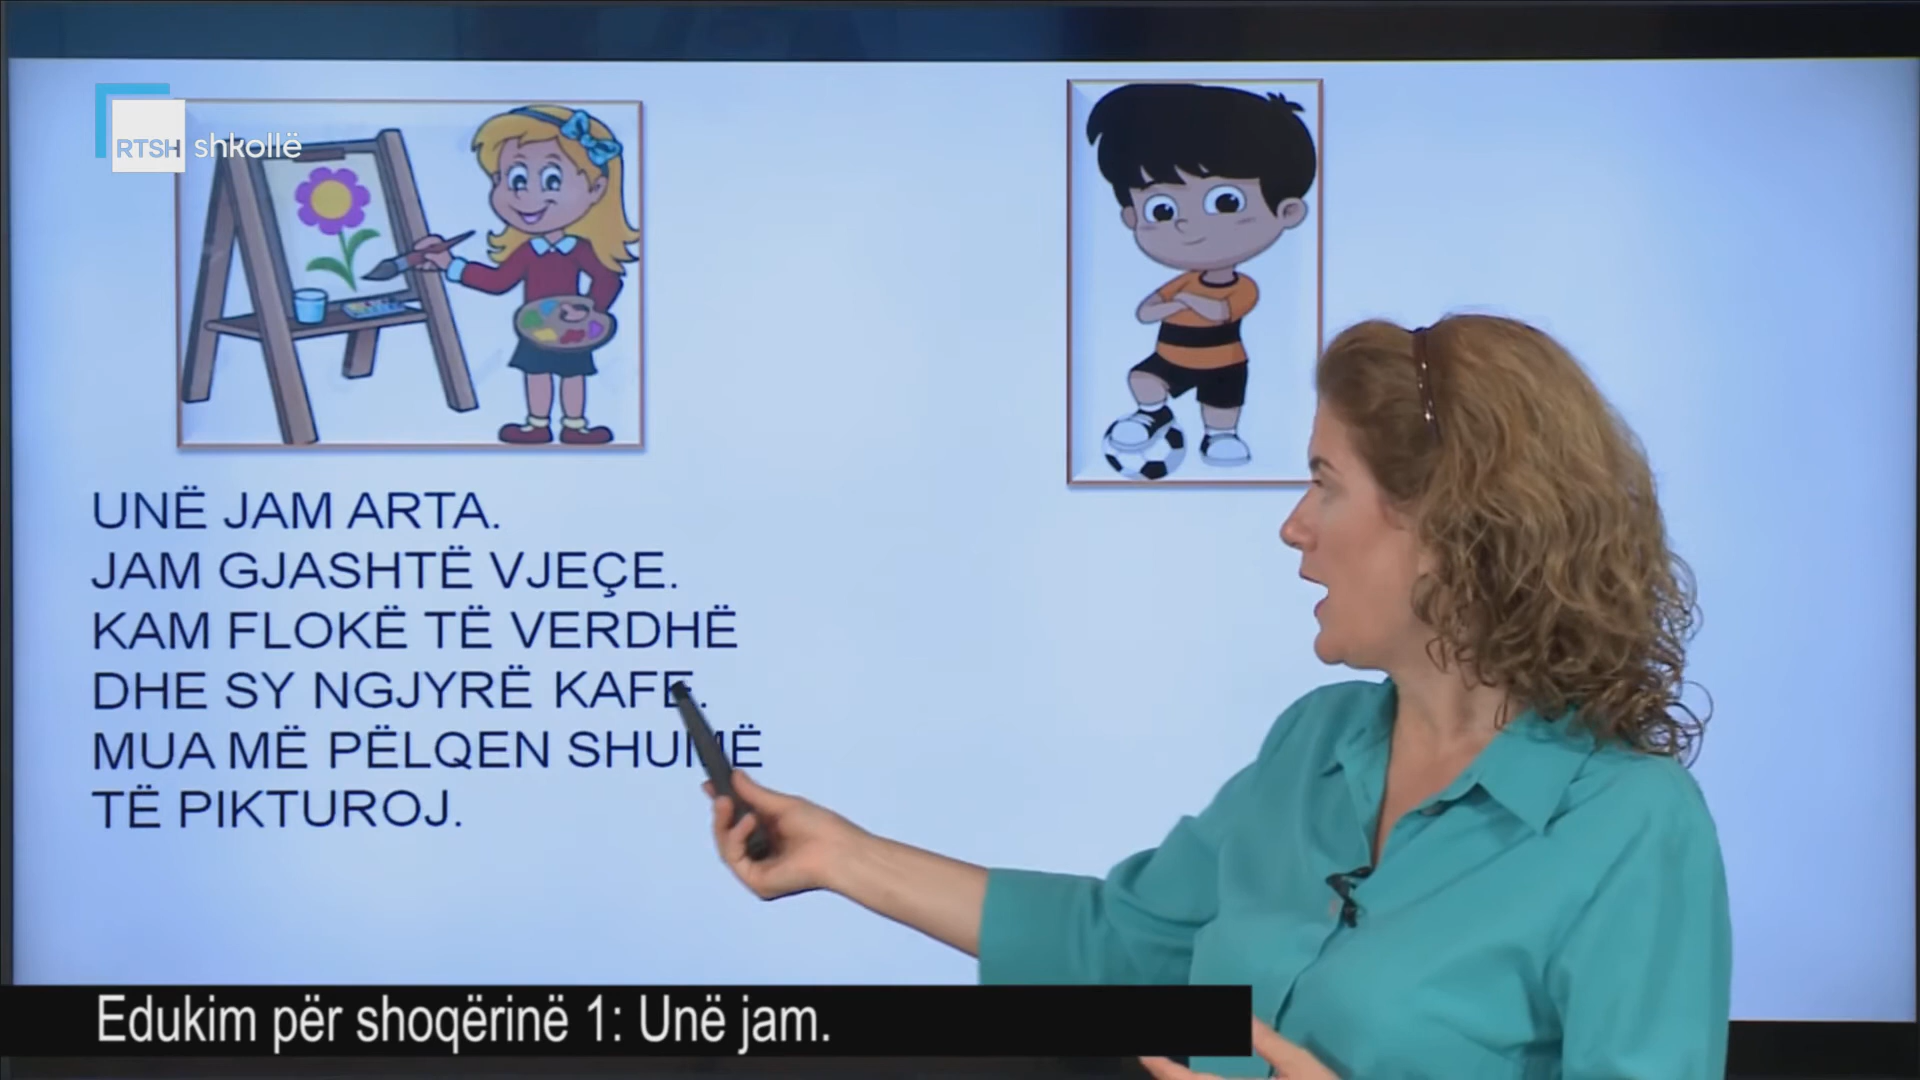 RTSH shkollë
UNË JAM ARTA.
JAM GJASHTË VJEÇE.
KAM FLOKË TË VERDHË
DHE SY NGJYRË KAFE.
MUA MË PËLQEN SHUMË
TË PIKTUROJ.
Edukim për shoqërinë 1: Unë jam.